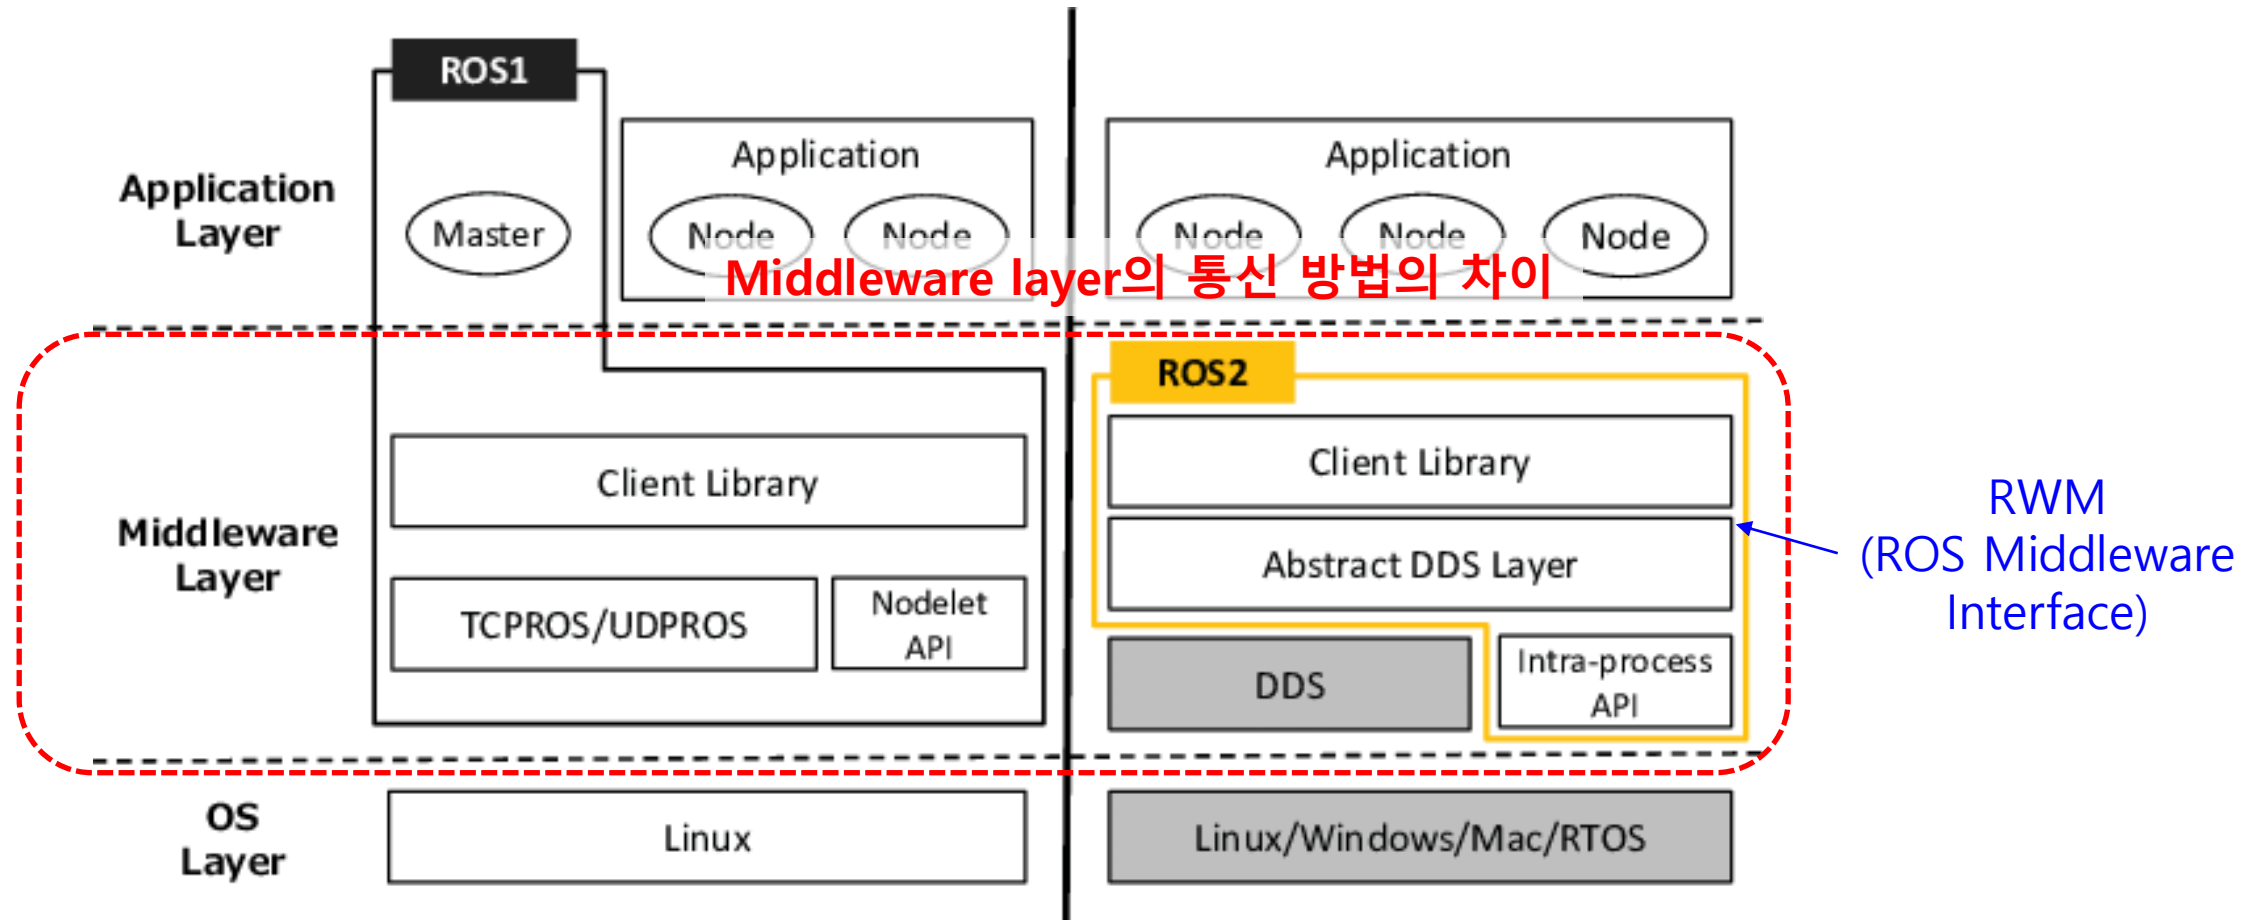 ROS1
Application
Layer
Master
Application
Node
Node
Application
Node
Node
Node
Middleware layer의 통신 방법의 차이
Middleware
Layer
Client Library
TCPROS/UDPROS
Nodelet
API
ROS2
Client Library
Abstract DDS Layer
DDS
Intra-process
API
RWM
(ROS Middleware
Interface)
OS
Layer
Linux
Linux/Windows/Mac/RTOS